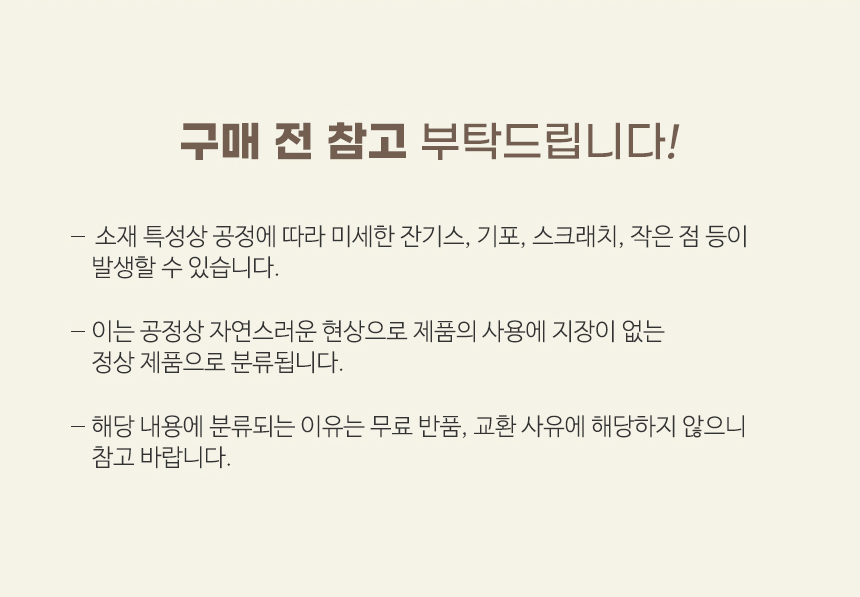 구매 전 참고 부탁드립니다!
– 소재 특성상 공정에 따라 미세한 잔기스, 기포, 스크래치, 작은 점 등이
발생할 수 있습니다.
– 이는 공정상 자연스러운 현상으로 제품의 사용에 지장이 없는
정상 제품으로 분류됩니다.
– 해당 내용에 분류되는 이유는 무료 반품, 교환 사유에 해당하지 않으니
참고 바랍니다.